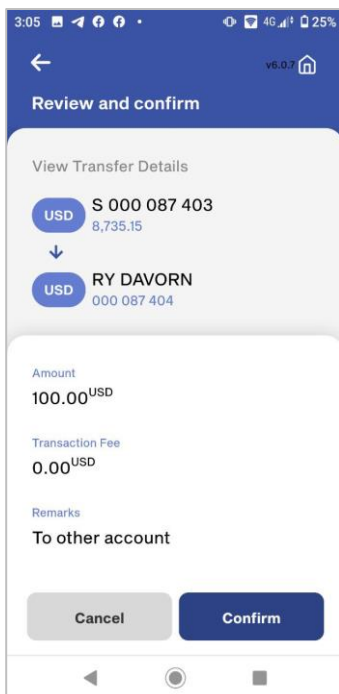 3:05
4G
25%
v6.0.7
Review and confirm
View Transfer Details
USD
S 000 087 403
8,735.15
USD
RY DAVORN
000 087 404
Amount
100.00USD
Transaction Fee
0.00USD
Remarks
To other account
Cancel
Confirm